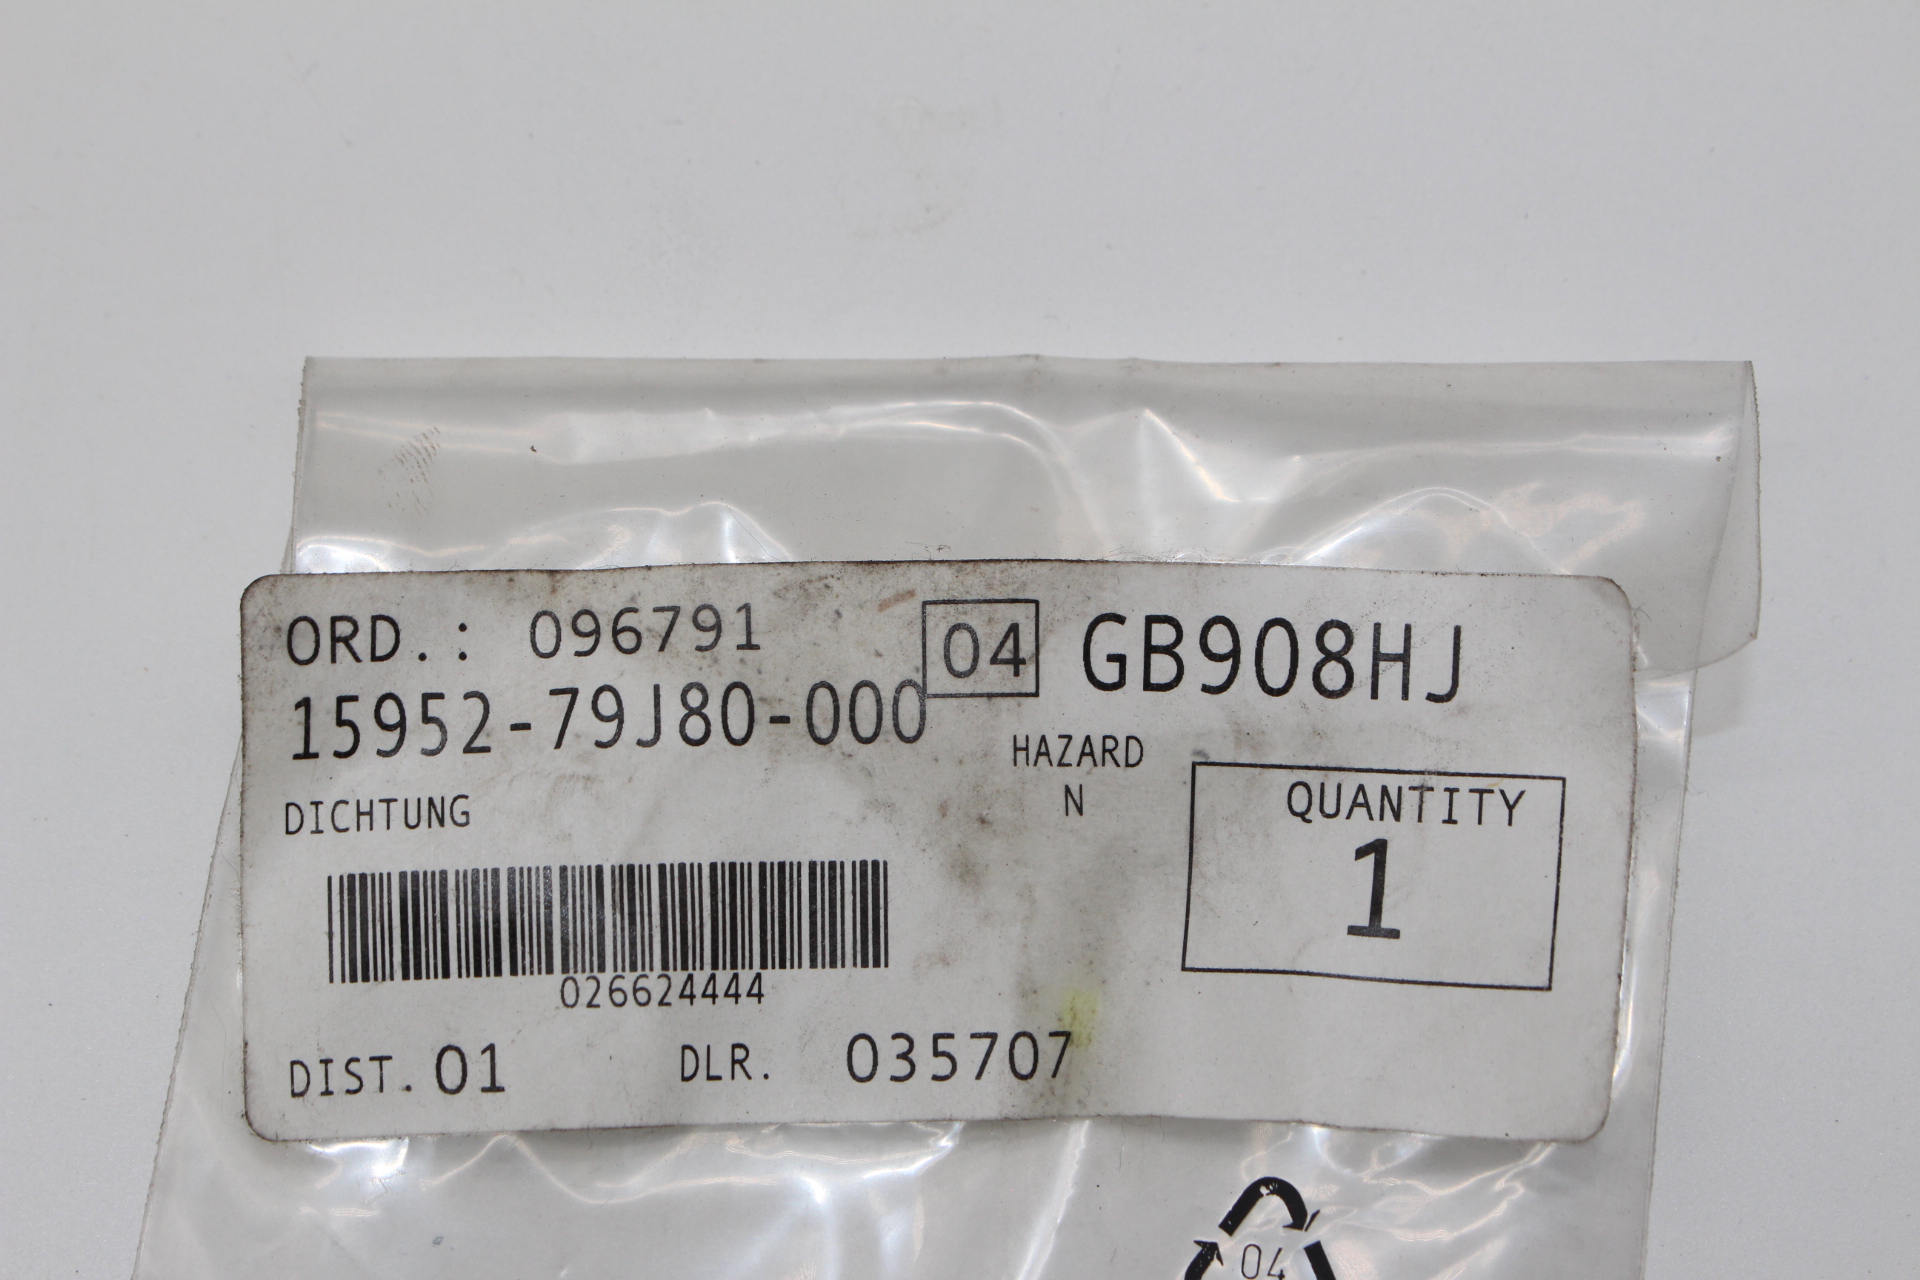 ORD.: 096791 04 GB908HJ
15952-79J80-000
HAZARD
DICHTUNG N QUANTITY
1
026624444
DIST. 01 DLR. 035707
04